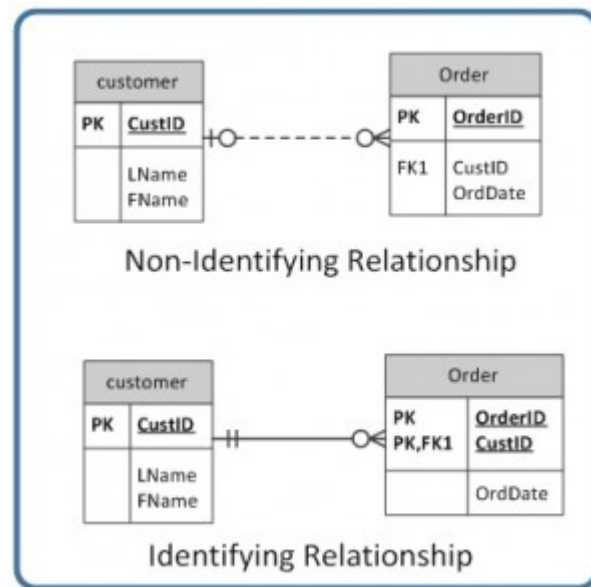 customer
PK CustID
LName
FName
Order
PK OrderID
FK1 CustID
OrdDate
Non-Identifying Relationship
customer
PK CustID
LName
FName
Order
PK OrderID
PK,FK1 CustID
OrdDate
Identifying Relationship